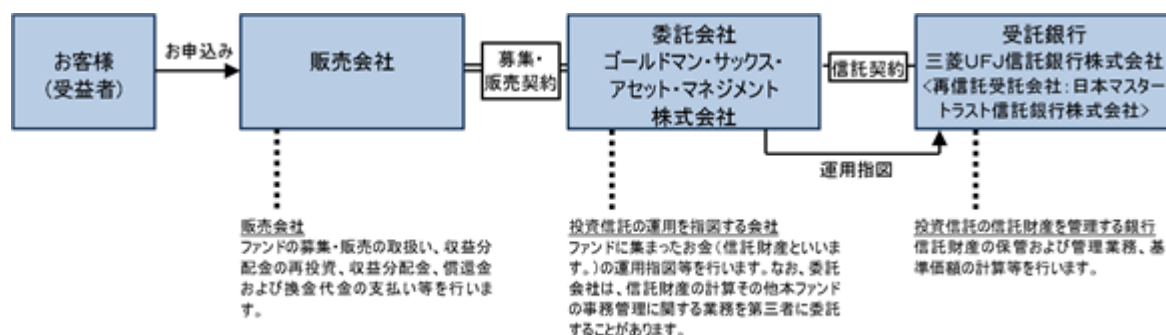 お客様
(受益者)
お申込み
販売会社
募集・
販売契約
委託会社
ゴールドマン・サックス・
アセット・マネジメント
株式会社
信託契約
受託銀行
三菱UFJ信託銀行株式会社
<再信託受託会社:日本マスター
トラスト信託銀行株式会社>
運用指図
販売会社
ファンドの募集・販売の取扱い、収益分
配金の再投資、収益分配金、償還金
および換金代金の支払い等を行いま
す。
投資信託の運用を指図する会社
ファンドに集まったお金(信託財産といい
ます。)の運用指図等を行います。なお、委託
会社は、信託財産の計算その他本ファンド
の事務管理に関する業務を第三者に委託
することがあります。
投資信託の信託財産を管理する銀行
信託財産の保管および管理業務、基
準価額の計算等を行います。